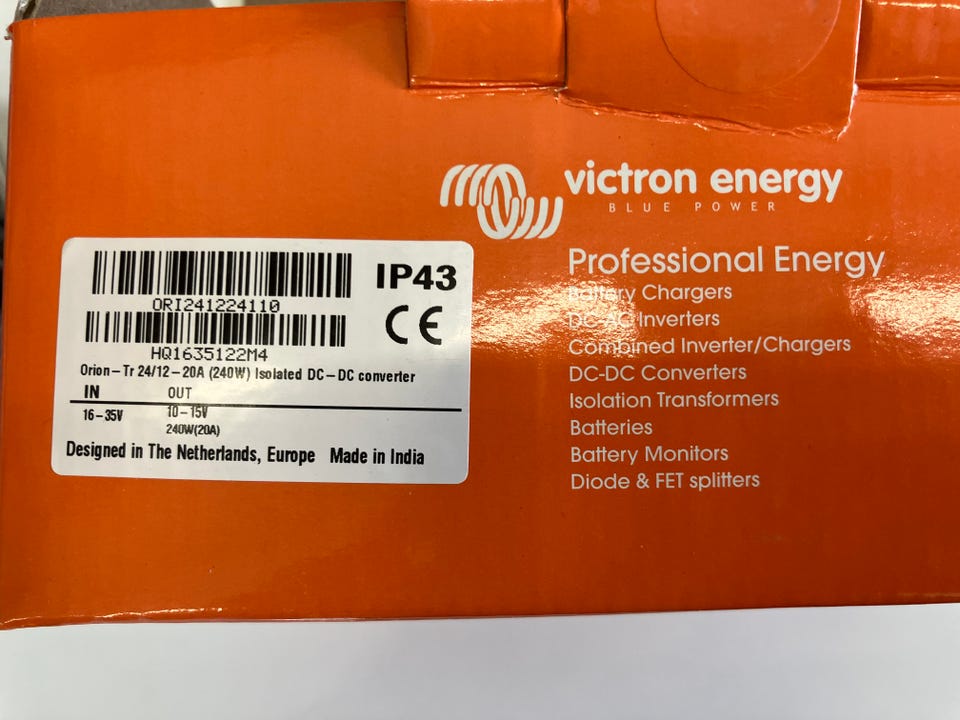 victron energy
BLUE POWER
Professional Energy
Battery Chargers
DC-AC Inverters
Combined Inverter/Chargers
DC-DC Converters
Isolation Transformers
Batteries
Battery Monitors
Diode & FET splitters
IP43
CE
ORI241224110
HQ1635122M4
Orion-Tr 24/12-20A (240W) Isolated DC-DC converter
IN OUT
16-35V 10-15V
240W(20A)
Designed in The Netherlands, Europe Made in India